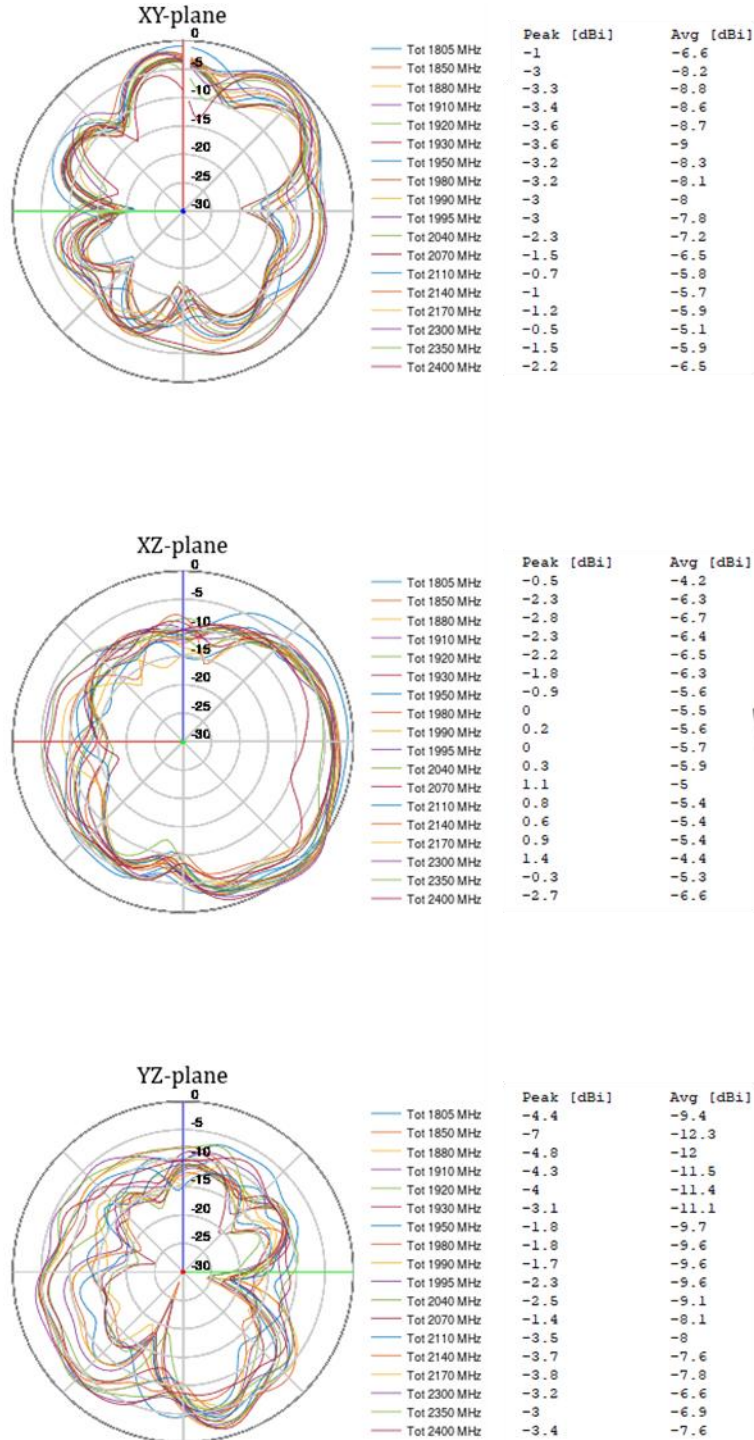 XY-plane
0
-5
-10
-15
-20
-25
-30
Peak [dBi] Avg [dBi]
Tot 1805 MHz -1 -6.6
Tot 1850 MHz -3 -8.2
Tot 1880 MHz -3.3 -8.8
Tot 1910 MHz -3.4 -8.6
Tot 1920 MHz -3.6 -8.7
Tot 1930 MHz -3.6 -9
Tot 1950 MHz -3.2 -8.3
Tot 1980 MHz -3.2 -8.1
Tot 1990 MHz -3 -8
Tot 1995 MHz -3 -7.8
Tot 2040 MHz -2.3 -7.2
Tot 2070 MHz -1.5 -6.5
Tot 2110 MHz -0.7 -5.8
Tot 2140 MHz -1 -5.7
Tot 2170 MHz -1.2 -5.9
Tot 2300 MHz -0.5 -5.1
Tot 2350 MHz -1.5 -5.9
Tot 2400 MHz -2.2 -6.5
XZ-plane
0
-5
-10
-15
-20
-25
-30
Peak [dBi] Avg [dBi]
Tot 1805 MHz -0.5 -4.2
Tot 1850 MHz -2.3 -6.3
Tot 1880 MHz -2.8 -6.7
Tot 1910 MHz -2.3 -6.4
Tot 1920 MHz -2.2 -6.5
Tot 1930 MHz -1.8 -6.3
Tot 1950 MHz -0.9 -5.6
Tot 1980 MHz 0 -5.5
Tot 1990 MHz 0.2 -5.6
Tot 1995 MHz 0 -5.7
Tot 2040 MHz 0.3 -5.9
Tot 2070 MHz 1.1 -5
Tot 2110 MHz 0.8 -5.4
Tot 2140 MHz 0.6 -5.4
Tot 2170 MHz 0.9 -5.4
Tot 2300 MHz 1.4 -4.4
Tot 2350 MHz -0.3 -5.3
Tot 2400 MHz -2.7 -6.6
YZ-plane
0
-5
-10
-15
-20
-25
-30
Peak [dBi] Avg [dBi]
Tot 1805 MHz -4.4 -9.4
Tot 1850 MHz -7 -12.3
Tot 1880 MHz -4.8 -12
Tot 1910 MHz -4.3 -11.5
Tot 1920 MHz -4 -11.4
Tot 1930 MHz -3.1 -11.1
Tot 1950 MHz -1.8 -9.7
Tot 1980 MHz -1.8 -9.6
Tot 1990 MHz -1.7 -9.6
Tot 1995 MHz -2.3 -9.6
Tot 2040 MHz -2.5 -9.1
Tot 2070 MHz -1.4 -8.1
Tot 2110 MHz -3.5 -8
Tot 2140 MHz -3.7 -7.6
Tot 2170 MHz -3.8 -7.8
Tot 2300 MHz -3.2 -6.6
Tot 2350 MHz -3 -6.9
Tot 2400 MHz -3.4 -7.6